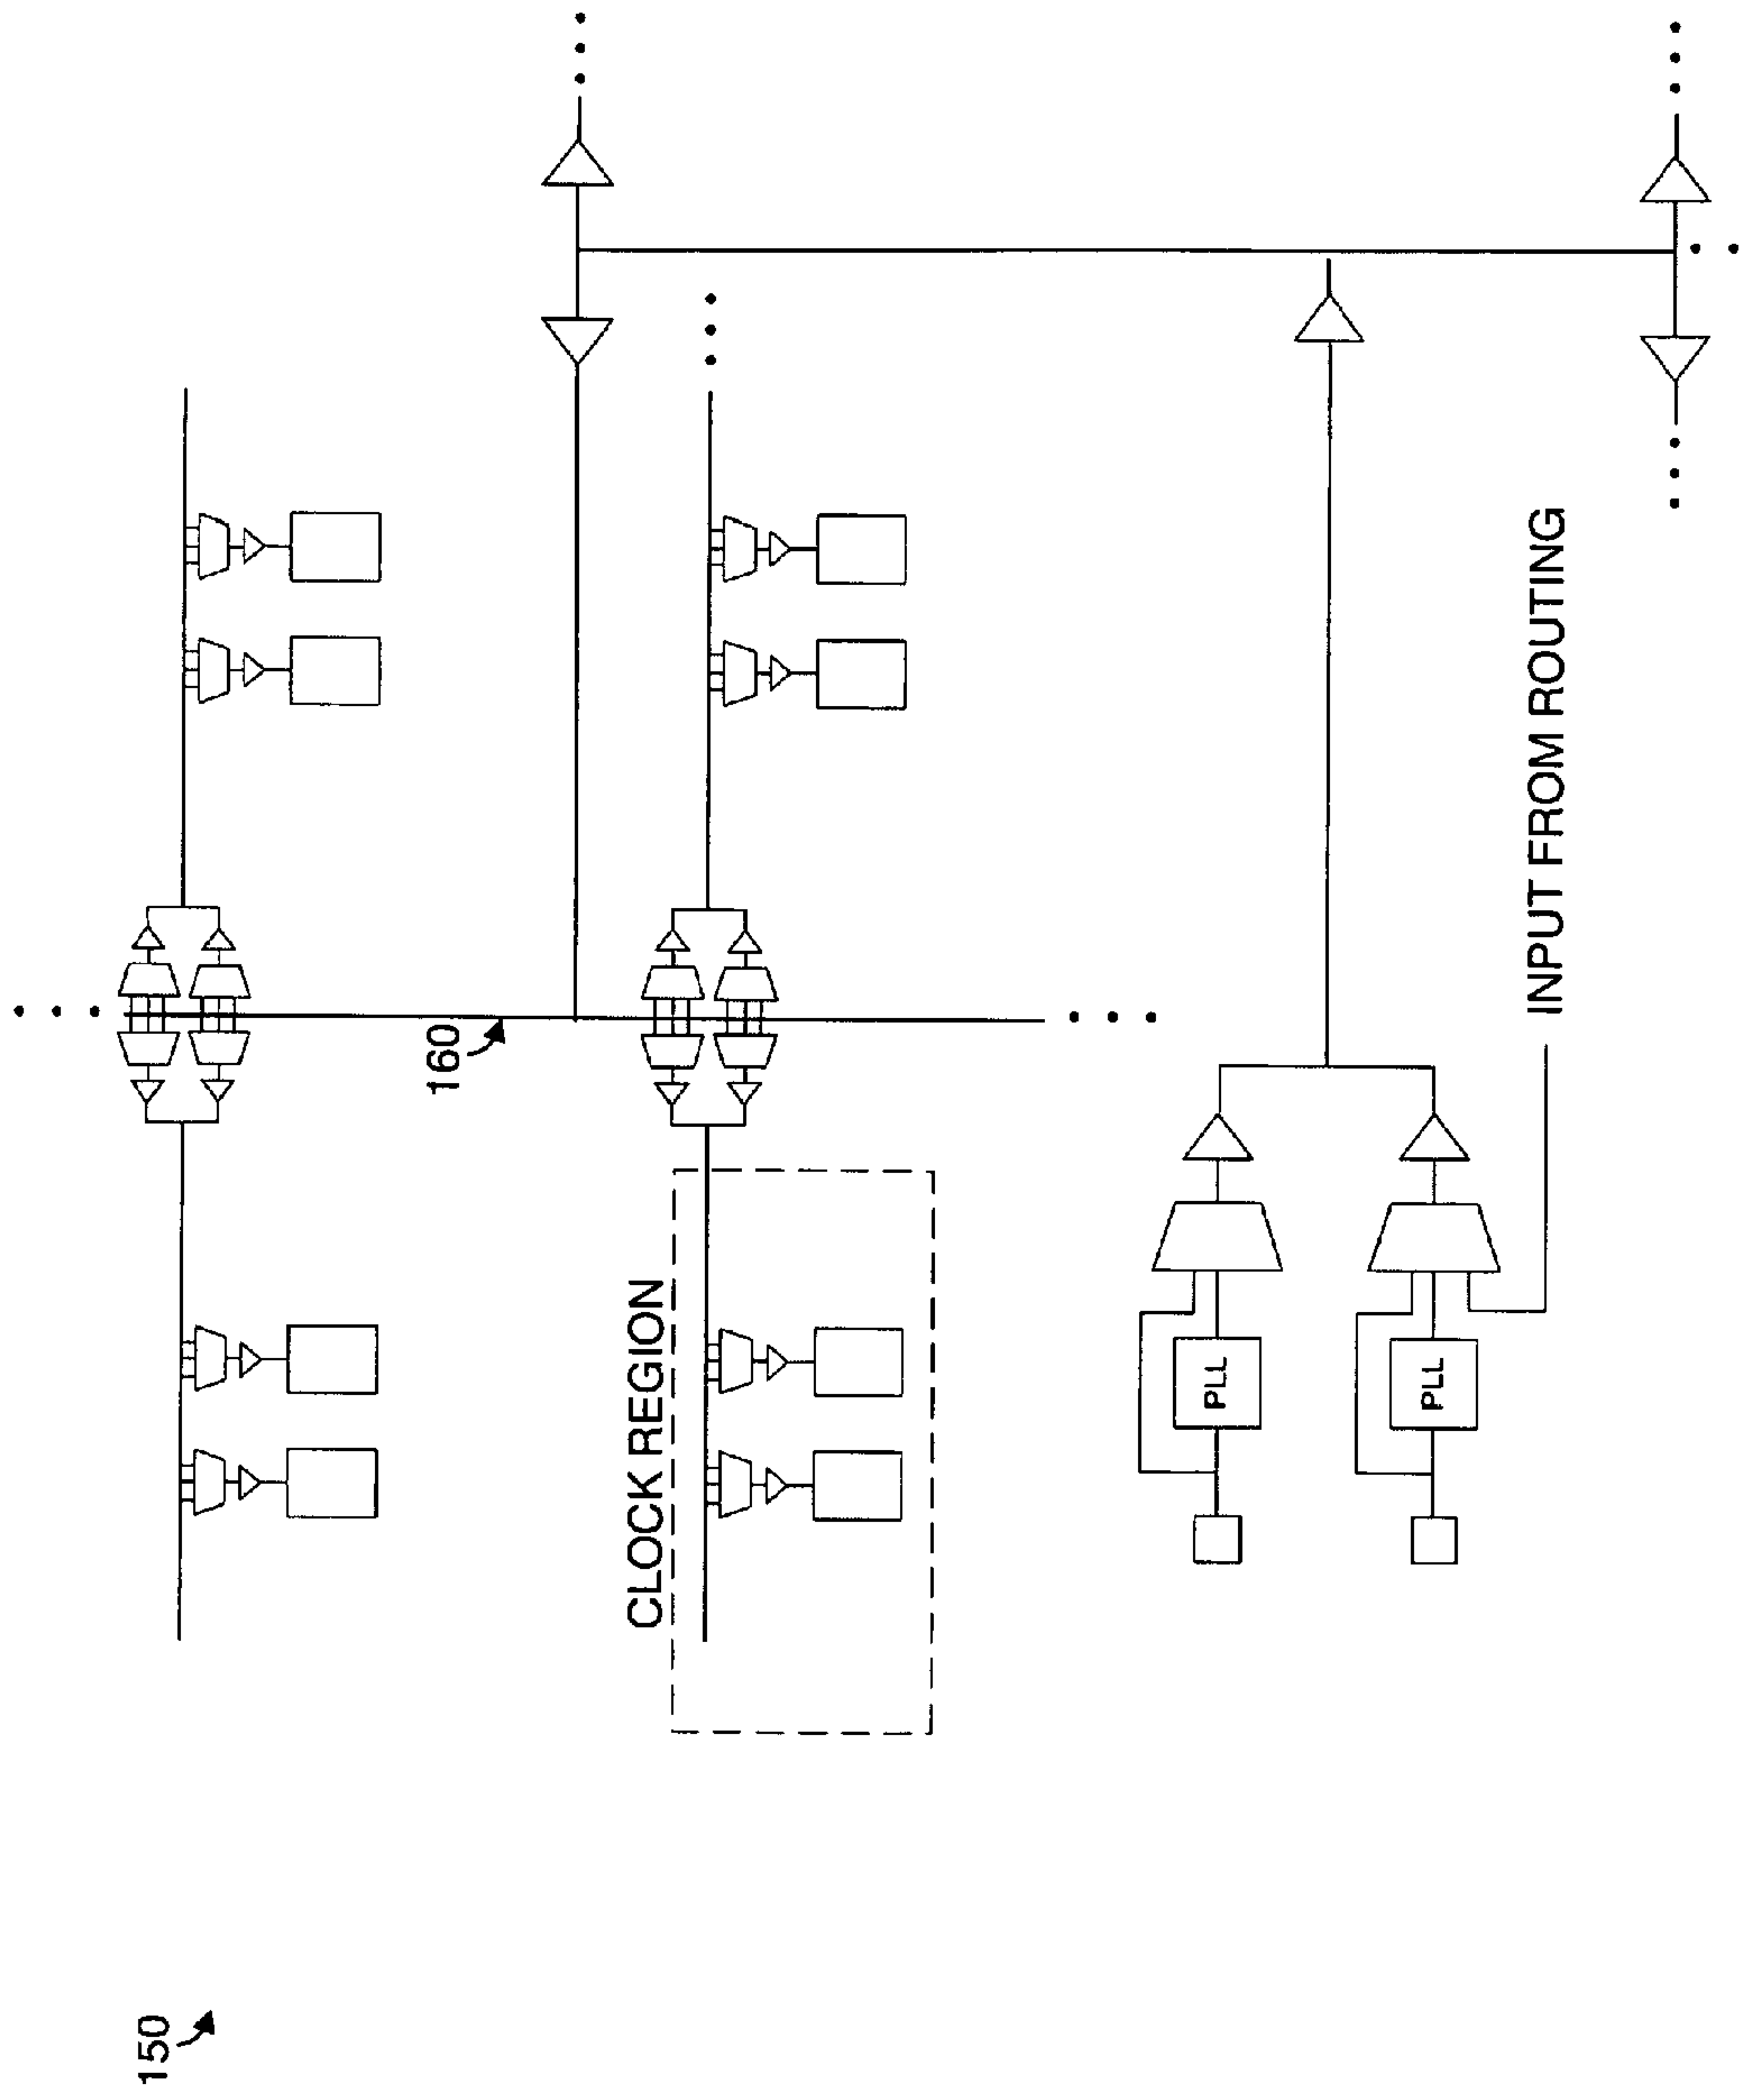 150
160
CLOCK REGION
PLL
PLL
INPUT FROM ROUTING